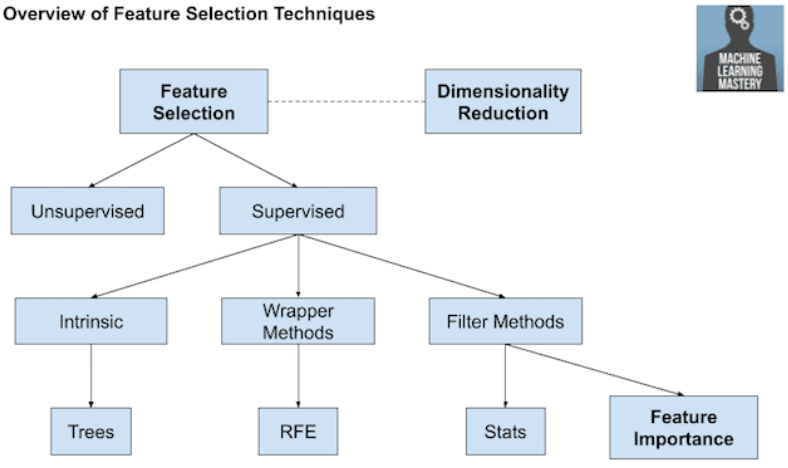 Overview of Feature Selection Techniques
MACHINE
LEARNING
MASTERY
Feature
Selection
Dimensionality
Reduction
Unsupervised
Supervised
Intrinsic
Wrapper
Methods
Filter Methods
Trees
RFE
Stats
Feature
Importance